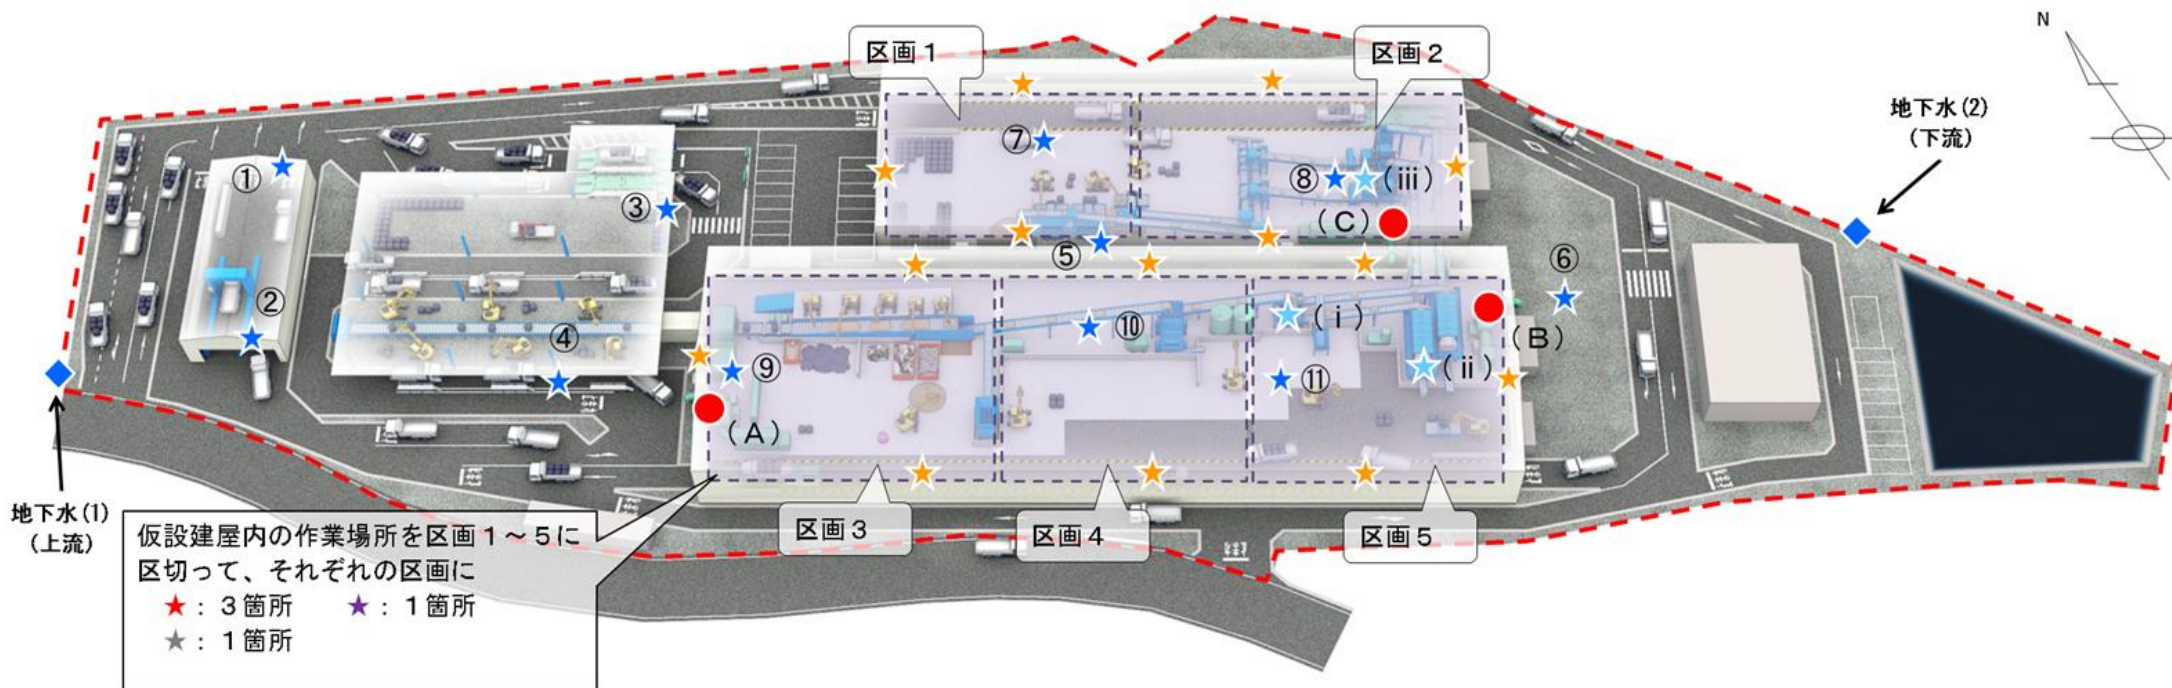 N
区画1
区画2
地下水(2)
(下流)
①
⑦
⑧
(ⅲ)
③
(C)
⑤
⑥
②
⑩
(ⅰ)
(B)
④
⑨
⑪
(ⅱ)
(A)
地下水(1)
(上流)
区画3
区画4
区画5
仮設建屋内の作業場所を区画1~5に
区切って、それぞれの区画に
★:3箇所 ★:1箇所
★:1箇所